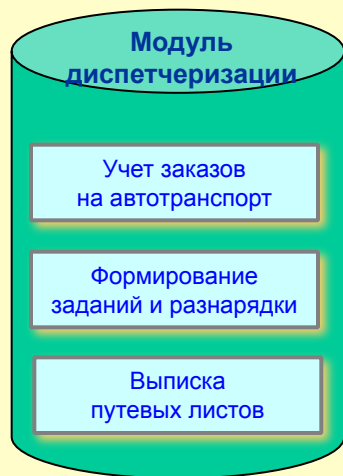 Модуль
диспетчеризации
Учет заказов
на автотранспорт
Формирование
заданий и разнарядки
Выписка
путевых листов